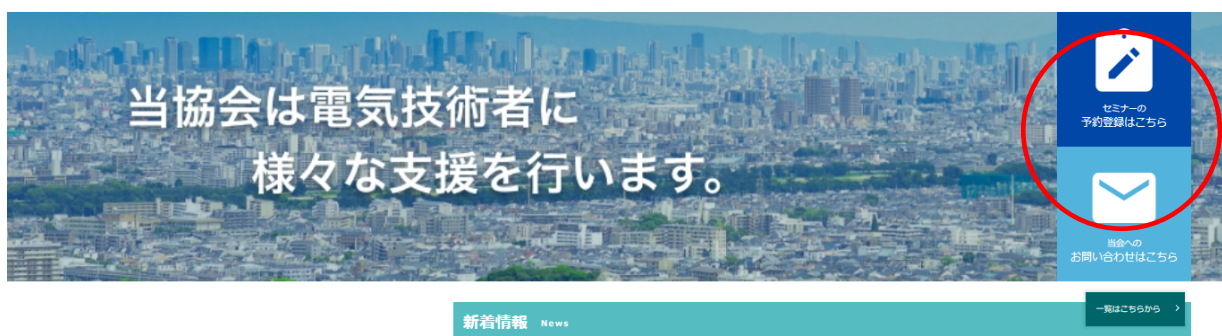 当協会は電気技術者に
様々な支援を行います。
セミナーの
予約登録はこちら
当会への
お問い合わせはこちら
一覧はこちらから >
新着情報 News